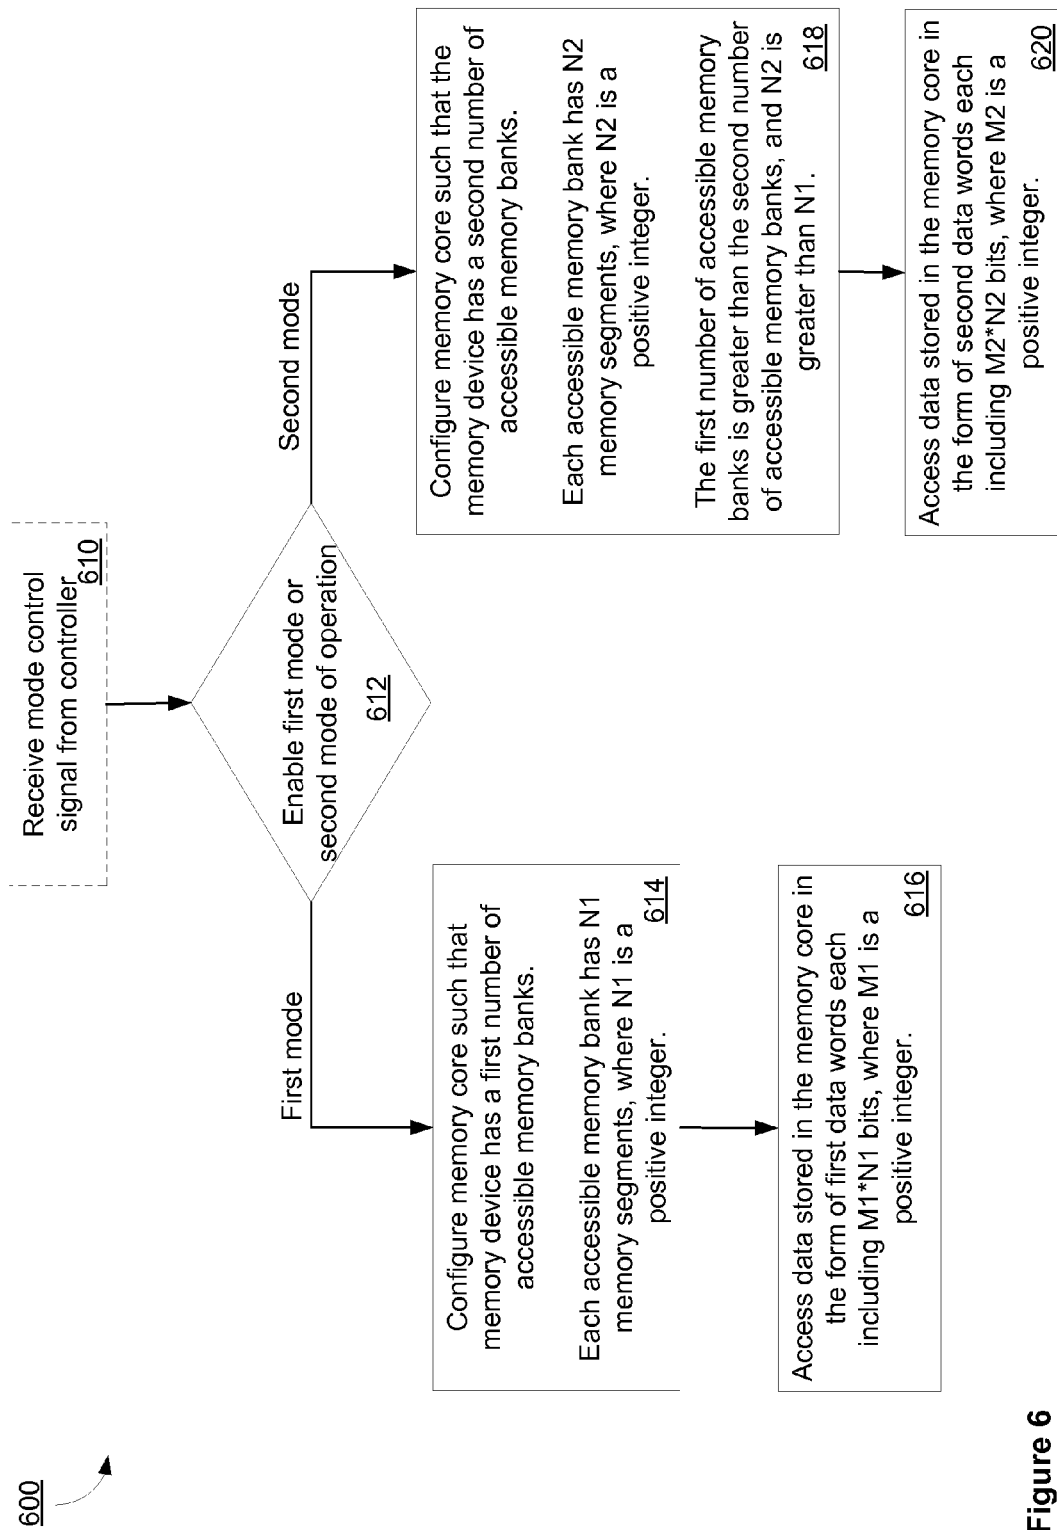 600
Receive mode control
signal from controller
610
Enable first mode or
second mode of operation
612
First mode
Second mode
Configure memory core such that
memory device has a first number of
accessible memory banks.
Each accessible memory bank has N1
memory segments, where N1 is a
positive integer.
614
Access data stored in the memory core in
the form of first data words each
including M1*N1 bits, where M1 is a
positive integer.
616
Configure memory core such that the
memory device has a second number of
accessible memory banks.
Each accessible memory bank has N2
memory segments, where N2 is a
positive integer.
The first number of accessible memory
banks is greater than the second number
of accessible memory banks, and N2 is
greater than N1.
618
Access data stored in the memory core in
the form of second data words each
including M2*N2 bits, where M2 is a
positive integer.
620
Figure 6